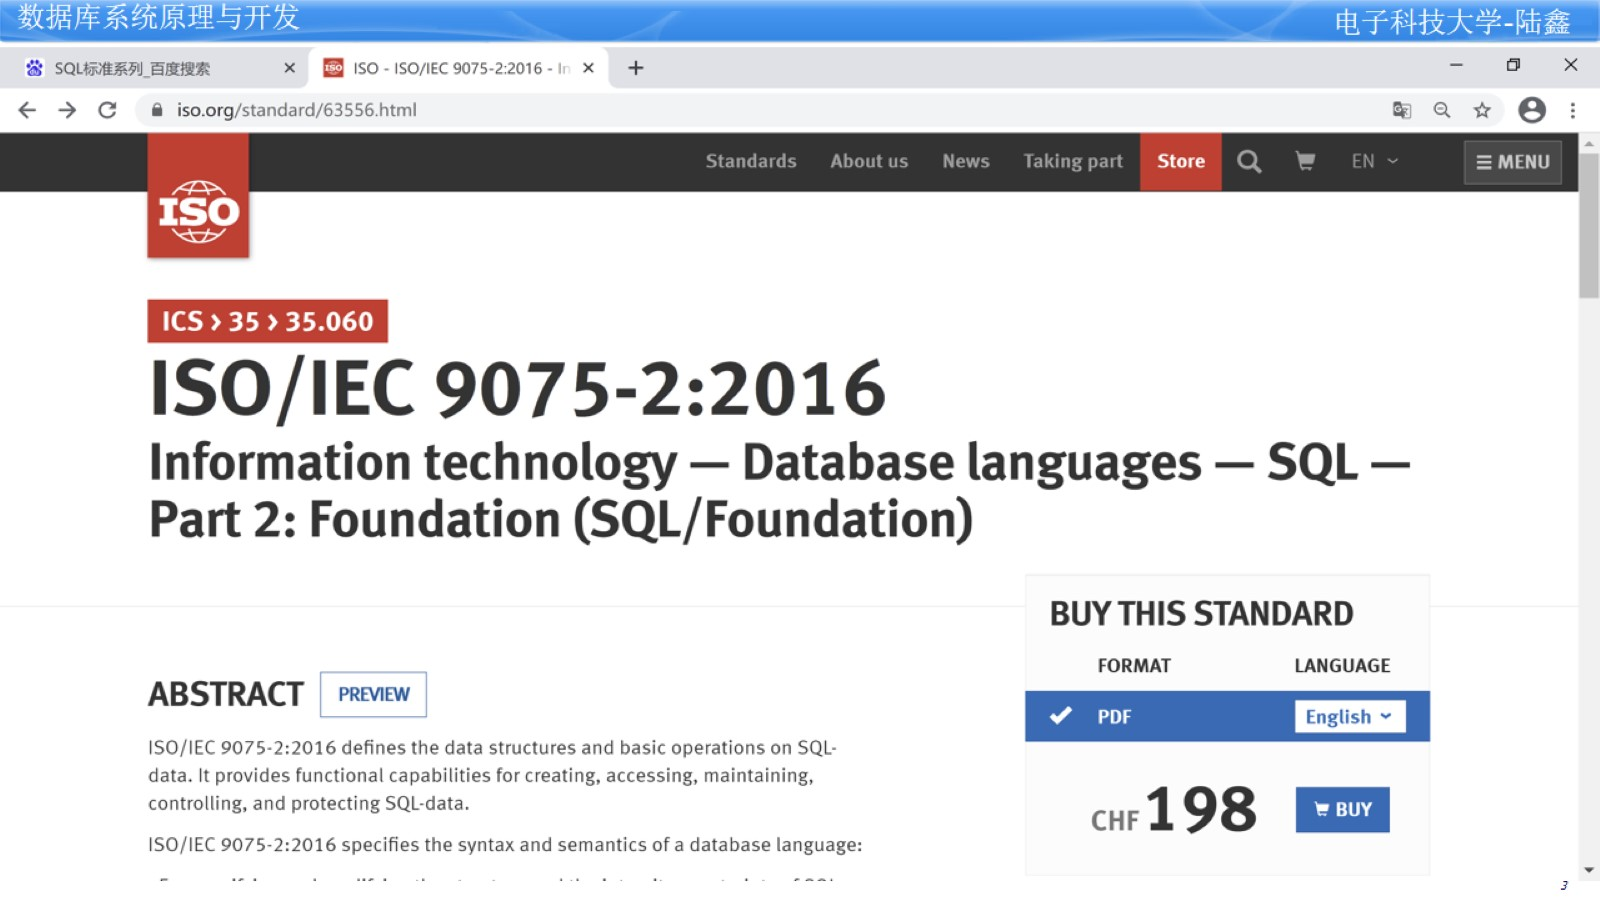 数据库系统原理与开发
电子科技大学-陆鑫
SQL标准系列_百度搜索
ISO - ISO/IEC 9075-2:2016 - In
iso.org/standard/63556.html
Standards About us News Taking part Store EN MENU
ISO
ICS › 35 › 35.060
ISO/IEC 9075-2:2016
Information technology — Database languages — SQL —
Part 2: Foundation (SQL/Foundation)
BUY THIS STANDARD
FORMAT LANGUAGE
PDF English
CHF 198 BUY
ABSTRACT PREVIEW
ISO/IEC 9075-2:2016 defines the data structures and basic operations on SQL-
data. It provides functional capabilities for creating, accessing, maintaining,
controlling, and protecting SQL-data.
ISO/IEC 9075-2:2016 specifies the syntax and semantics of a database language:
3